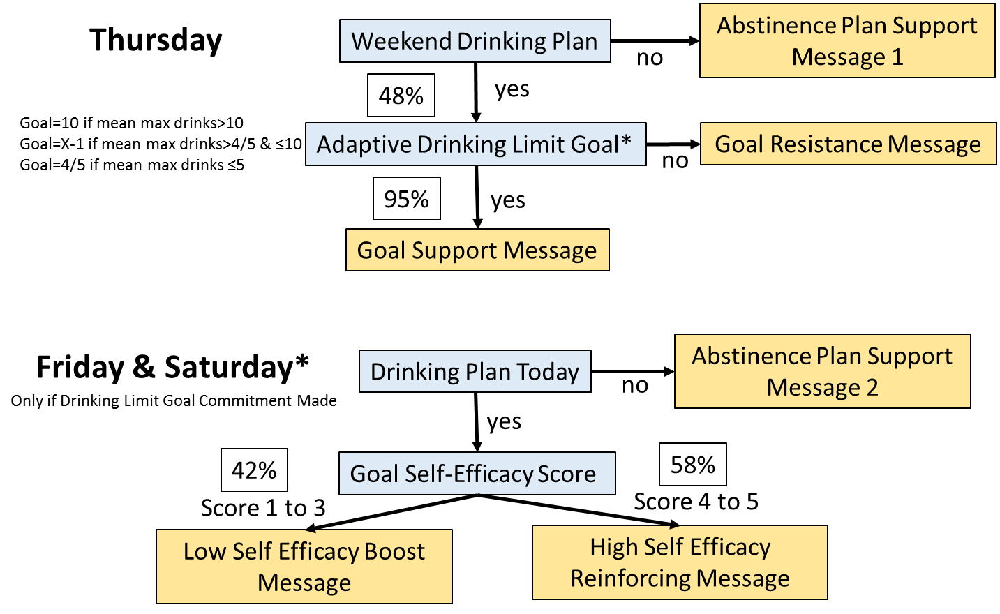 Thursday
Weekend Drinking Plan
no
Abstinence Plan Support
Message 1
48%
yes
Goal=10 if mean max drinks>10
Goal=X-1 if mean max drinks>4/5 & ≤10
Goal=4/5 if mean max drinks ≤5
Adaptive Drinking Limit Goal*
no
Goal Resistance Message
95%
yes
Goal Support Message
Friday & Saturday*
Only if Drinking Limit Goal Commitment Made
Drinking Plan Today
no
Abstinence Plan Support
Message 2
yes
Goal Self-Efficacy Score
42%
Score 1 to 3
58%
Score 4 to 5
Low Self Efficacy Boost
Message
High Self Efficacy
Reinforcing Message